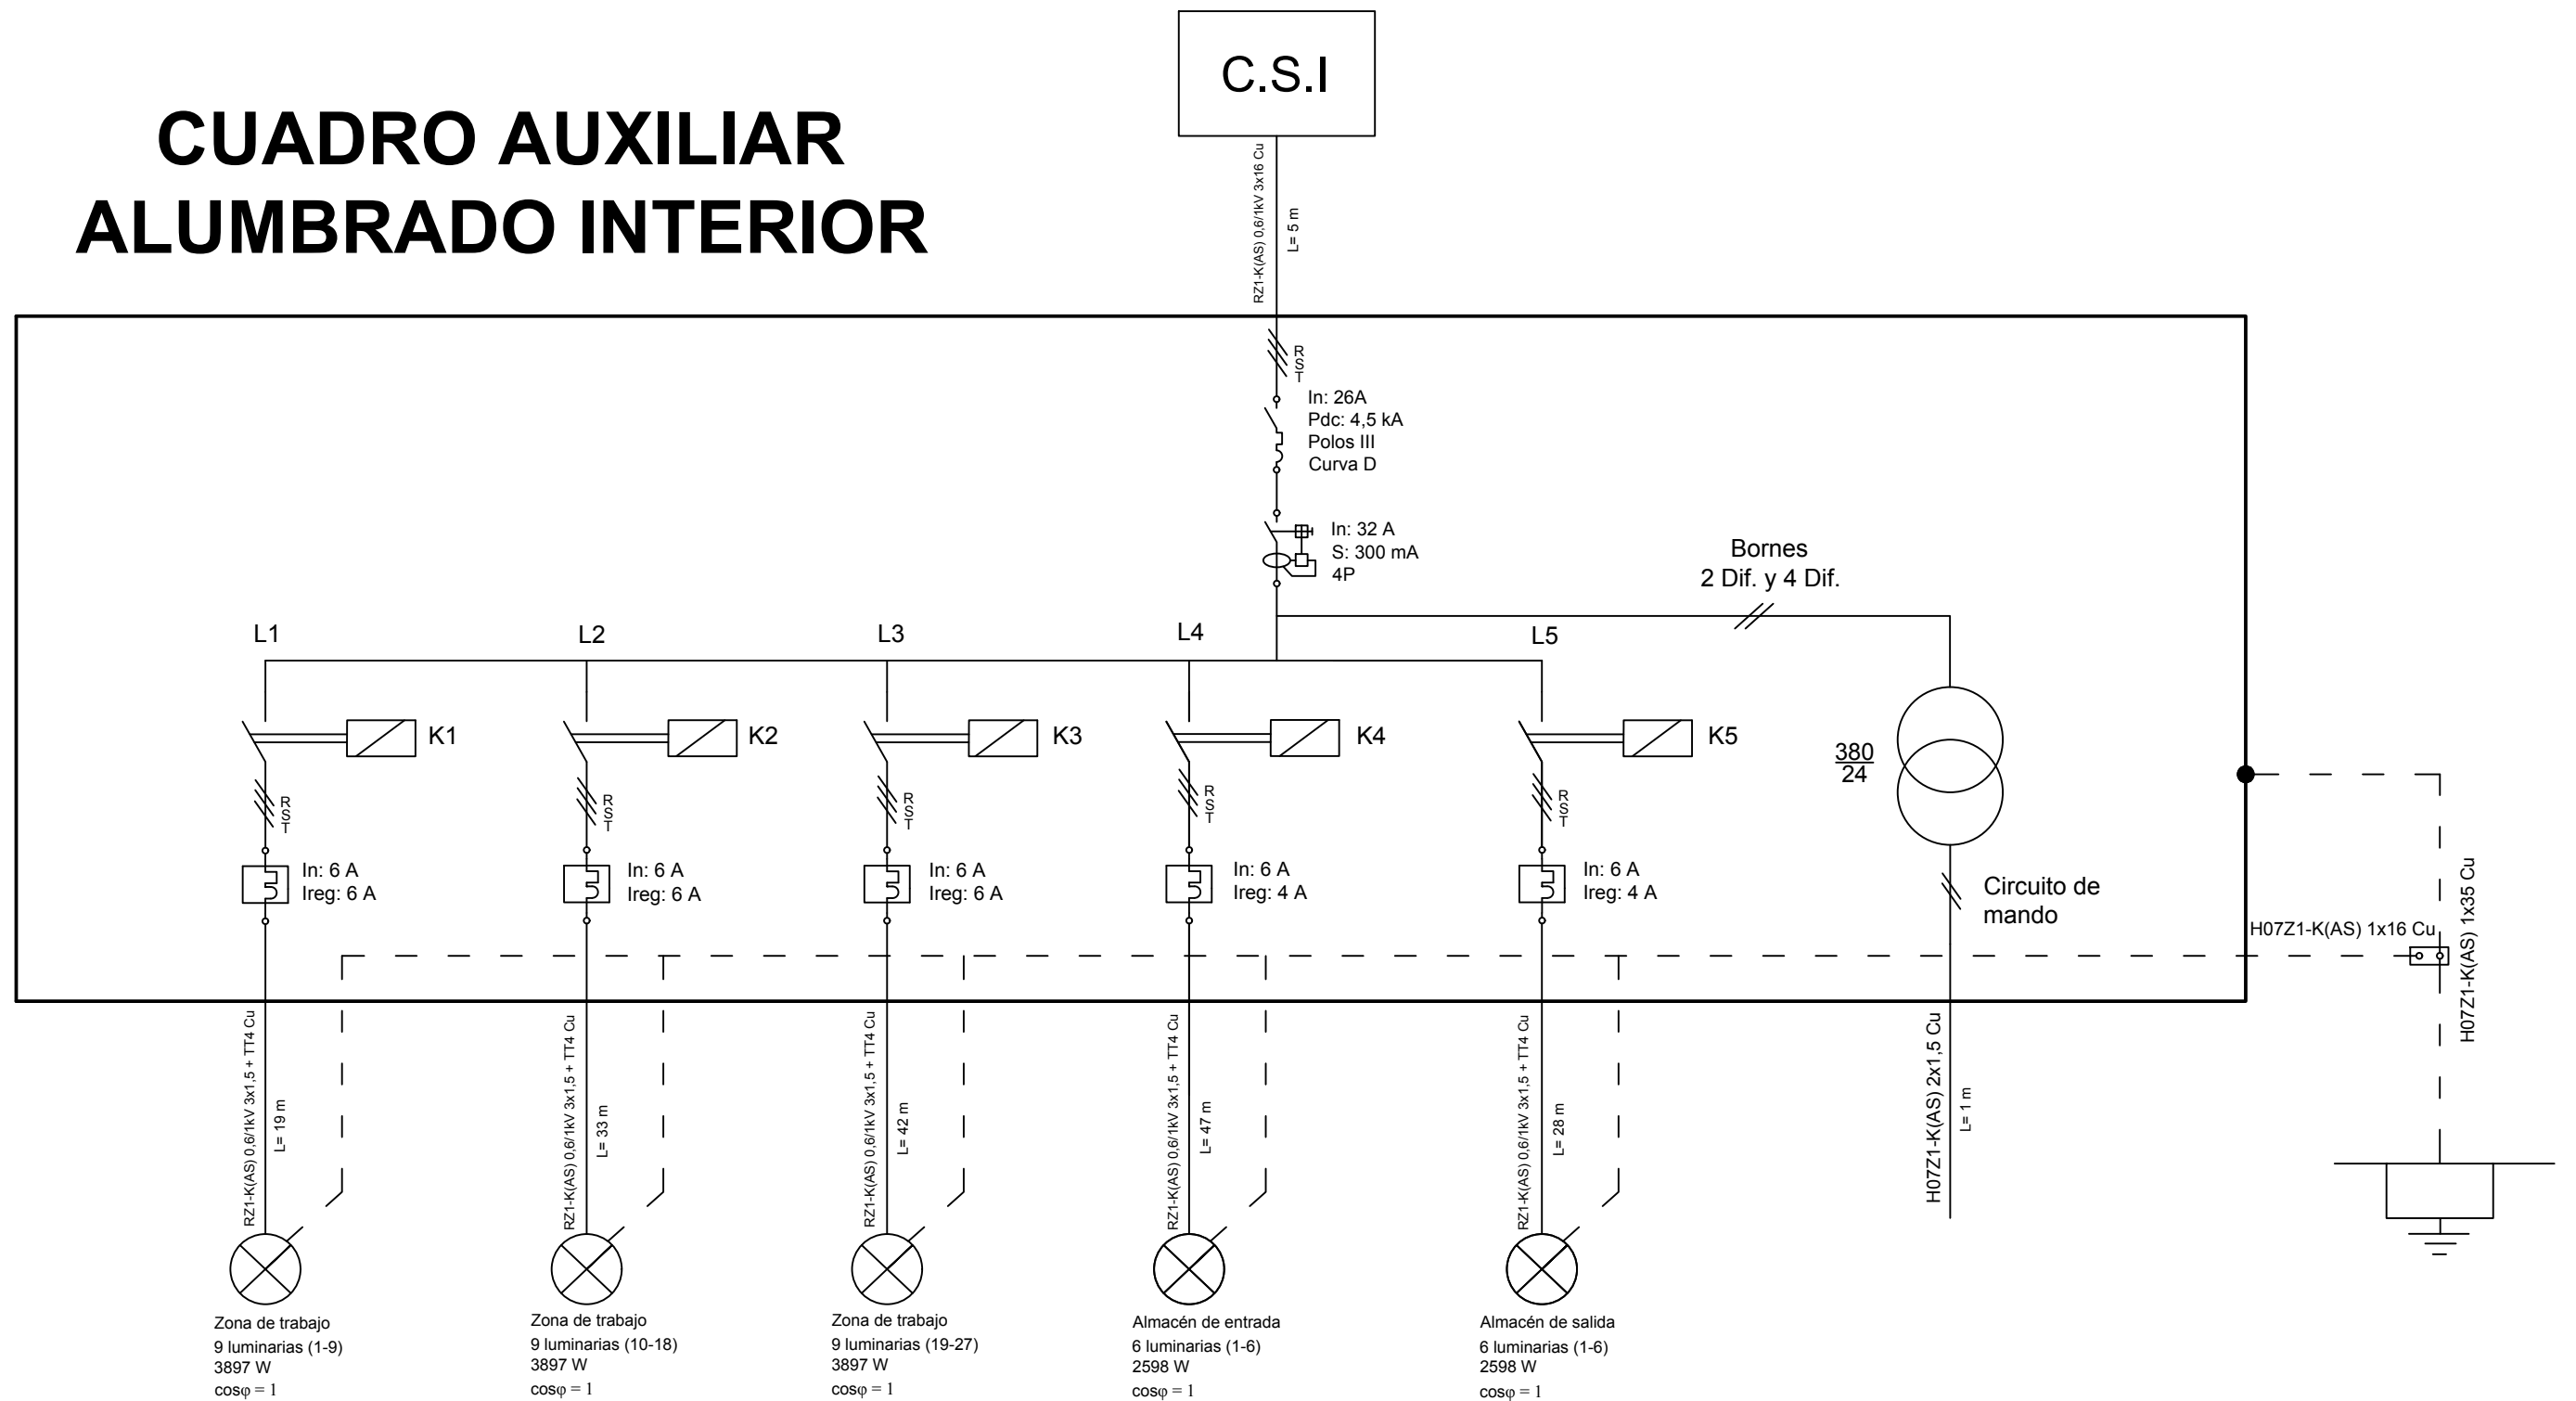 C.S.I
CUADRO AUXILIAR
ALUMBRADO INTERIOR
RZ1-K(AS) 0,6/1kV 3x16 Cu
L= 5 m
R
S
T
In: 26A
Pdc: 4,5 kA
Polos III
Curva D
In: 32 A
S: 300 mA
4P
Bornes
2 Dif. y 4 Dif.
L1
L2
L3
L4
L5
K1
K2
K3
K4
K5
380
24
R
S
T
R
S
T
R
S
T
R
S
T
R
S
T
In: 6 A
Ireg: 6 A
In: 6 A
Ireg: 6 A
In: 6 A
Ireg: 6 A
In: 6 A
Ireg: 4 A
In: 6 A
Ireg: 4 A
Circuito de
mando
H07Z1-K(AS) 1x16 Cu
H07Z1-K(AS) 1x35 Cu
RZ1-K(AS) 0,6/1kV 3x1,5 + TT4 Cu
L= 19 m
RZ1-K(AS) 0,6/1kV 3x1,5 + TT4 Cu
L= 33 m
RZ1-K(AS) 0,6/1kV 3x1,5 + TT4 Cu
L= 42 m
RZ1-K(AS) 0,6/1kV 3x1,5 + TT4 Cu
L= 47 m
RZ1-K(AS) 0,6/1kV 3x1,5 + TT4 Cu
L= 28 m
H07Z1-K(AS) 2x1,5 Cu
L= 1 m
Zona de trabajo
9 luminarias (1-9)
3897 W
cosφ = 1
Zona de trabajo
9 luminarias (10-18)
3897 W
cosφ = 1
Zona de trabajo
9 luminarias (19-27)
3897 W
cosφ = 1
Almacén de entrada
6 luminarias (1-6)
2598 W
cosφ = 1
Almacén de salida
6 luminarias (1-6)
2598 W
cosφ = 1